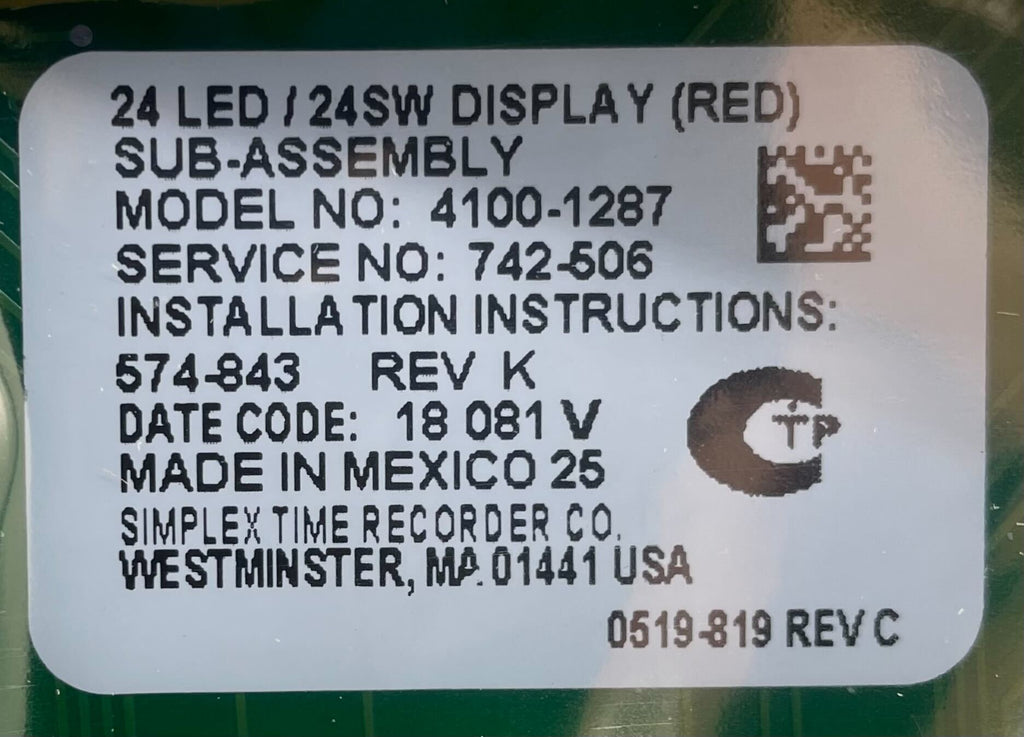 24 LED / 24SW DISPLAY (RED)
SUB-ASSEMBLY
MODEL NO: 4100-1287
SERVICE NO: 742-506
INSTALLATION INSTRUCTIONS:
574-843 REV K
DATE CODE: 18 081 V
MADE IN MEXICO 25
SIMPLEX TIME RECORDER CO.
WESTMINSTER, MA. 01441 USA
CTP
0519-819 REV C